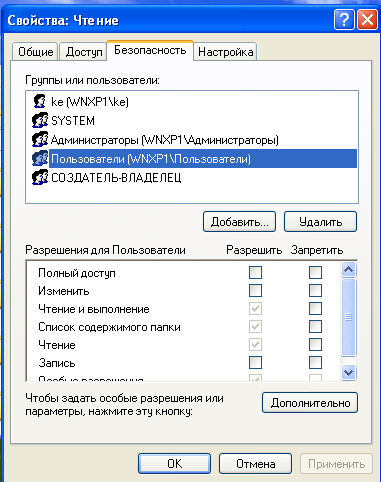 Свойства: Чтение
Общие Доступ Безопасность Настройка
Группы или пользователи:
ke (WNXP1\ke)
SYSTEM
Администраторы (WNXP1\Администраторы)
Пользователи (WNXP1\Пользователи)
СОЗДАТЕЛЬ-ВЛАДЕЛЕЦ
Добавить... Удалить
Разрешения для Пользователи Разрешить Запретить
Полный доступ
Изменить
Чтение и выполнение
Список содержимого папки
Чтение
Запись
Особые разрешения
Чтобы задать особые разрешения или
параметры, нажмите эту кнопку:
Дополнительно
OK Отмена Применить